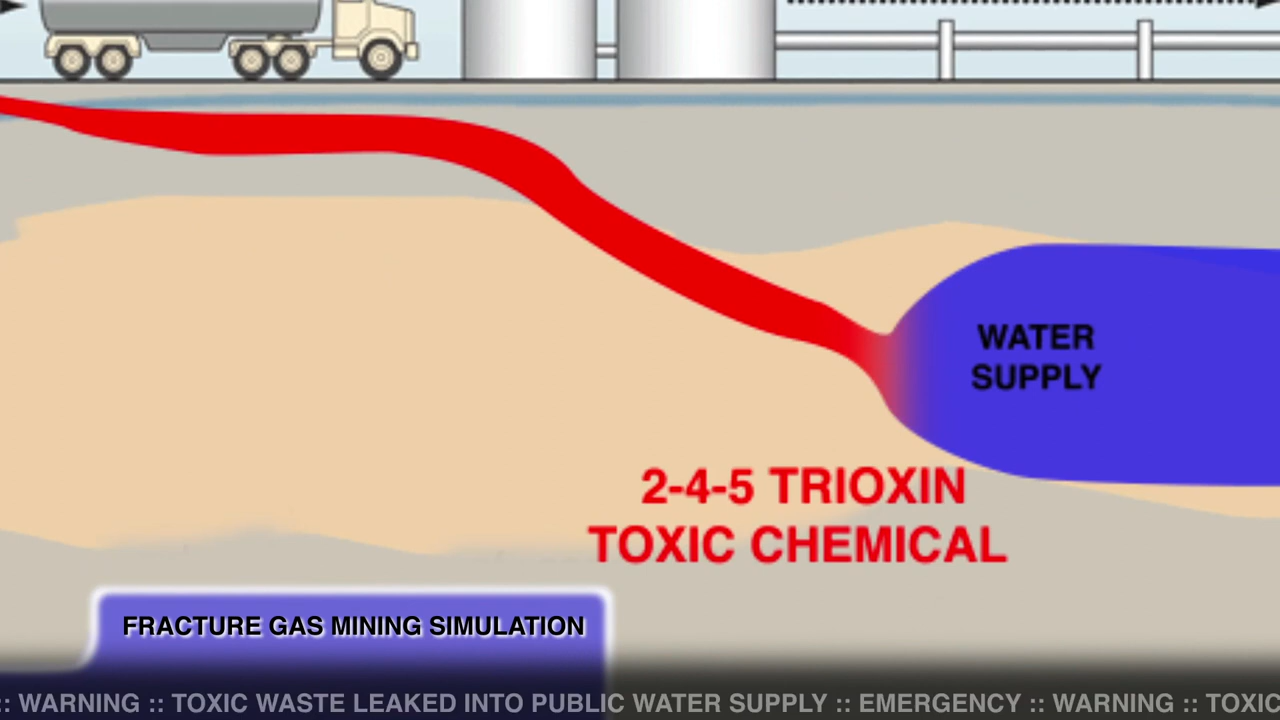 WATER
SUPPLY
2-4-5 TRIOXIN
TOXIC CHEMICAL
FRACTURE GAS MINING SIMULATION
:: WARNING :: TOXIC WASTE LEAKED INTO PUBLIC WATER SUPPLY :: EMERGENCY :: WARNING :: TOXIC